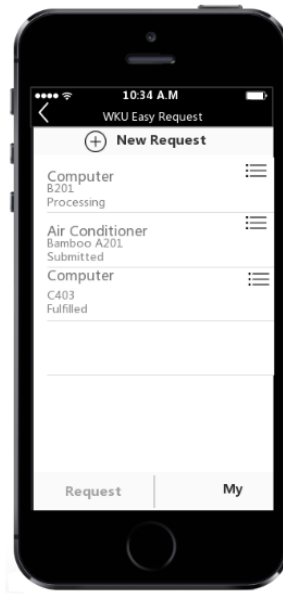 10:34 A.M
WKU Easy Request
New Request
Computer
B201
Processing
Air Conditioner
Bamboo A201
Submitted
Computer
C403
Fulfilled
Request
My